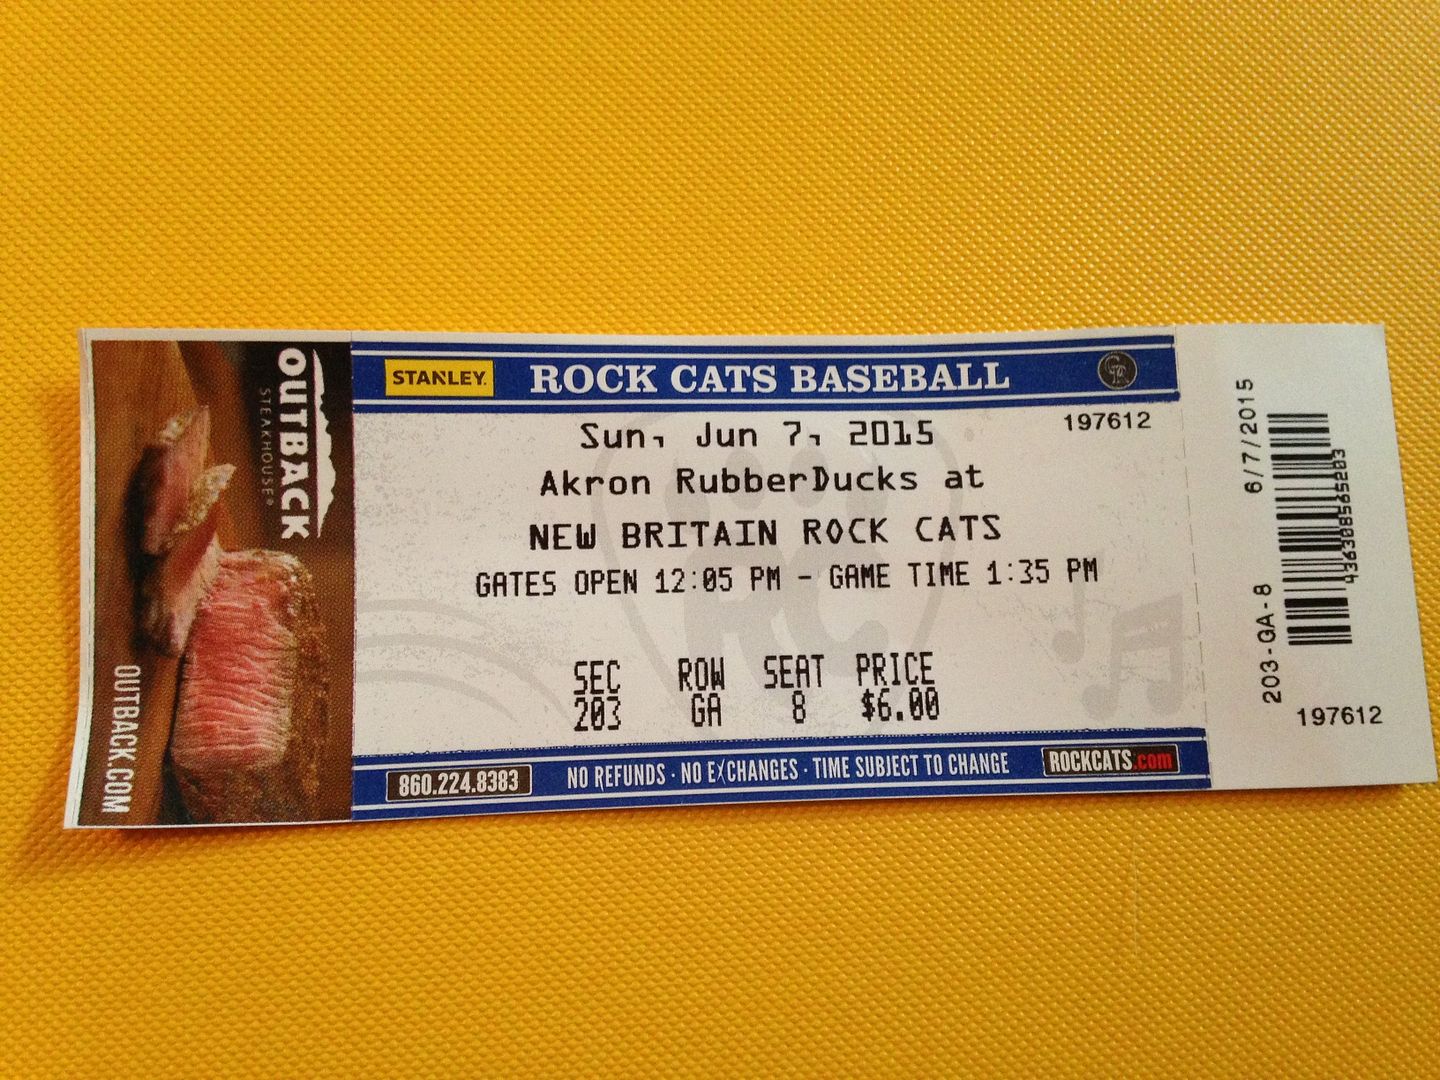 OUTBACK
STEAKHOUSE®
OUTBACK.COM
STANLEY.
ROCK CATS BASEBALL
CR
197612
Sun, Jun 7, 2015
Akron RubberDucks at
NEW BRITAIN ROCK CATS
GATES OPEN 12:05 PM - GAME TIME 1:35 PM
RC
SEC ROW SEAT PRICE
203 GA 8 $6.00
860.224.8383
NO REFUNDS · NO EXCHANGES · TIME SUBJECT TO CHANGE
ROCKCATS.com
203-GA-8 6/7/2015
436308565203
197612